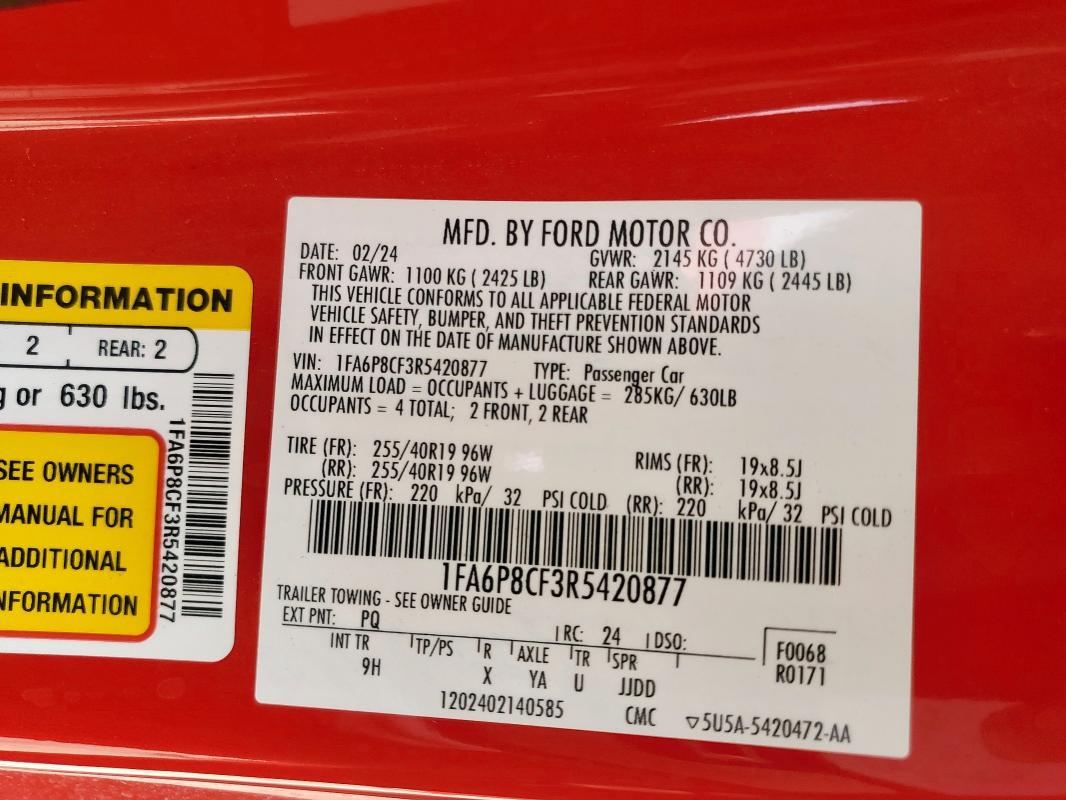 INFORMATION
2 REAR: 2
g or 630 lbs.
SEE OWNERS
MANUAL FOR
ADDITIONAL
INFORMATION
1FA6P8CF3R5420877
MFD. BY FORD MOTOR CO.
DATE: 02/24 GVWR: 2145 KG ( 4730 LB)
FRONT GAWR: 1100 KG ( 2425 LB) REAR GAWR: 1109 KG ( 2445 LB)
THIS VEHICLE CONFORMS TO ALL APPLICABLE FEDERAL MOTOR
VEHICLE SAFETY, BUMPER, AND THEFT PREVENTION STANDARDS
IN EFFECT ON THE DATE OF MANUFACTURE SHOWN ABOVE.
VIN: 1FA6P8CF3R5420877 TYPE: Passenger Car
MAXIMUM LOAD = OCCUPANTS + LUGGAGE = 285KG/ 630LB
OCCUPANTS = 4 TOTAL; 2 FRONT, 2 REAR
TIRE (FR): 255/40R19 96W RIMS (FR): 19x8.5J
(RR): 255/40R19 96W (RR): 19x8.5J
PRESSURE (FR): 220 kPa/ 32 PSI COLD (RR): 220 kPa/ 32 PSI COLD
1FA6P8CF3R5420877
TRAILER TOWING - SEE OWNER GUIDE
EXT PNT: PQ RC: 24 DSO:
INT TR TP/PS R AXLE TR SPR
9H X YA U JJDD
F0068
R0171
1202402140585 CMC ▽5U5A-5420472-AA